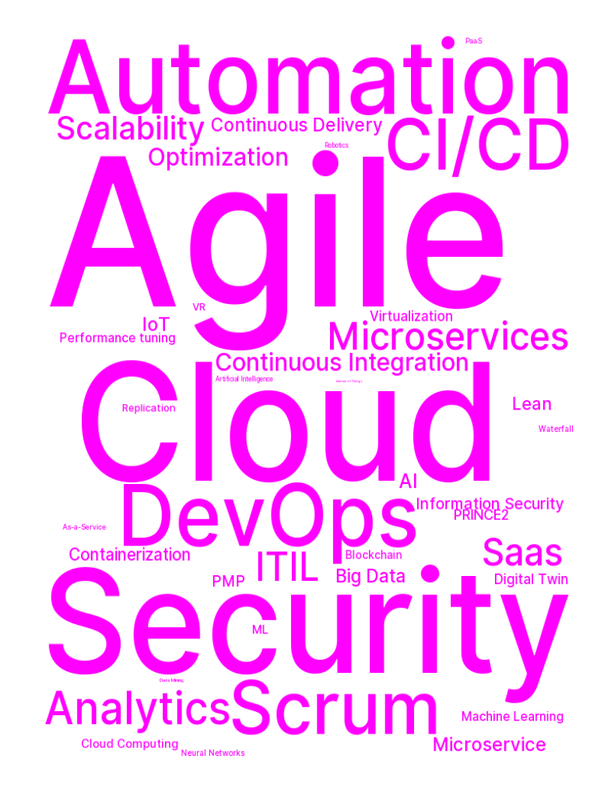 PaaS
Automation
Scalability
Continuous Delivery
CI/CD
Robotics
Optimization
Agile
VR
Virtualization
IoT
Performance tuning
Microservices
Continuous Integration
Artificial Intelligence
Cloud
Replication
Lean
Waterfall
AI
DevOps
Information Security
PRINCE2
As-a-Service
Containerization
ITIL
Blockchain
Saas
PMP
Big Data
Digital Twin
Security
ML
Data Mining
Analytics
Scrum
Machine Learning
Cloud Computing
Microservice
Neural Networks